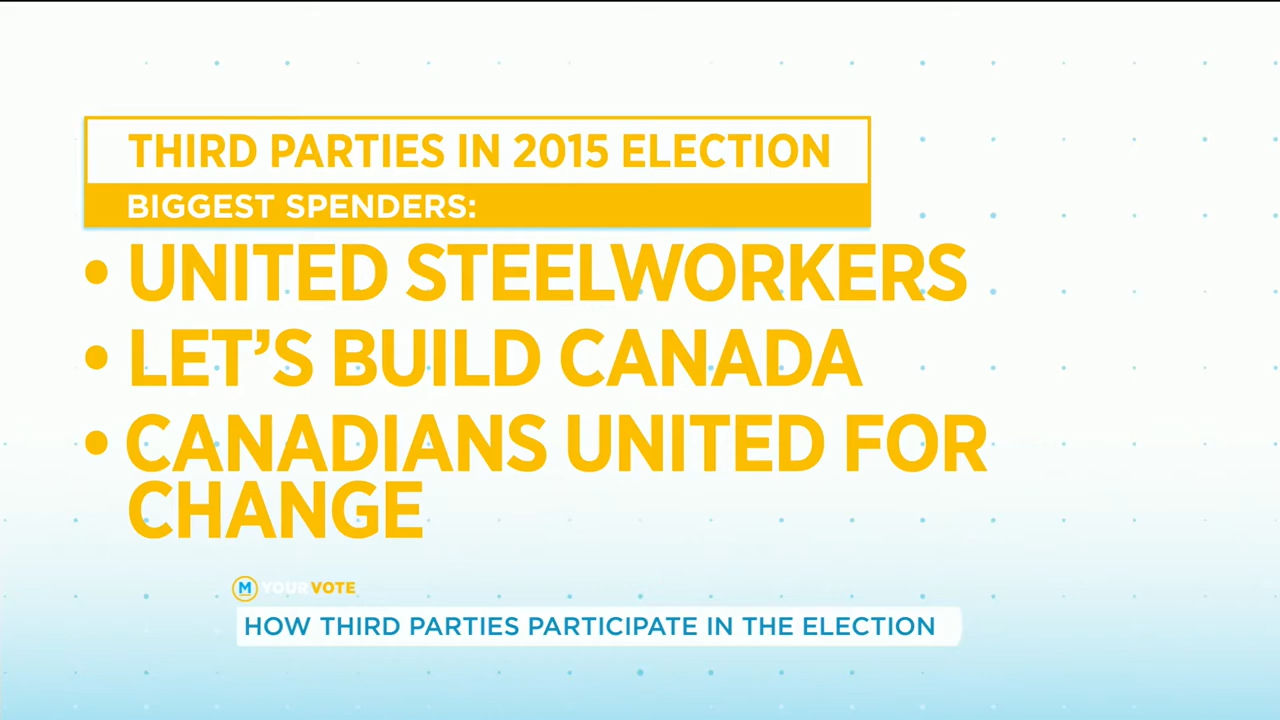 THIRD PARTIES IN 2015 ELECTION
BIGGEST SPENDERS:
• UNITED STEELWORKERS
• LET'S BUILD CANADA
• CANADIANS UNITED FOR
CHANGE
M YOUR VOTE
HOW THIRD PARTIES PARTICIPATE IN THE ELECTION